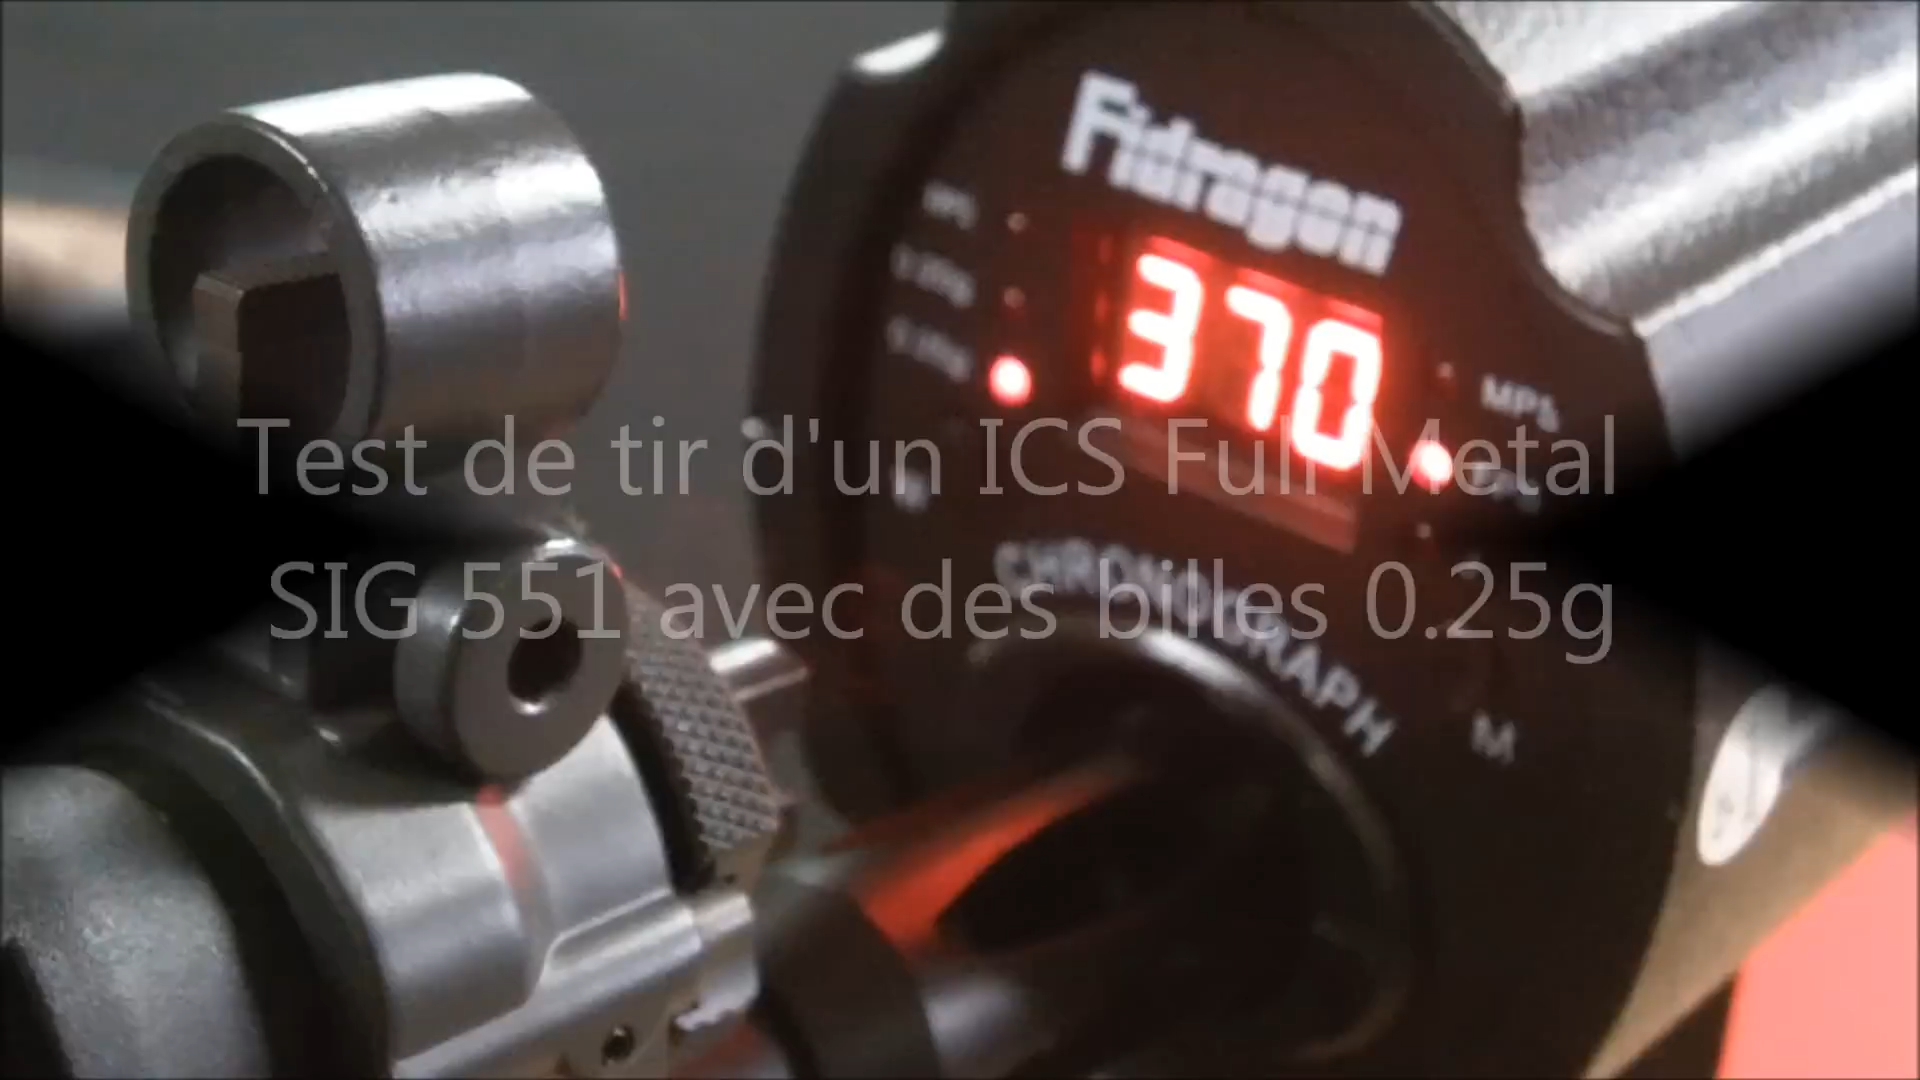 Fidragon
370
MPS
Test de tir d'un ICS Full Metal
SIG 551 avec des billes 0.25g
CHRONOGRAPH
M